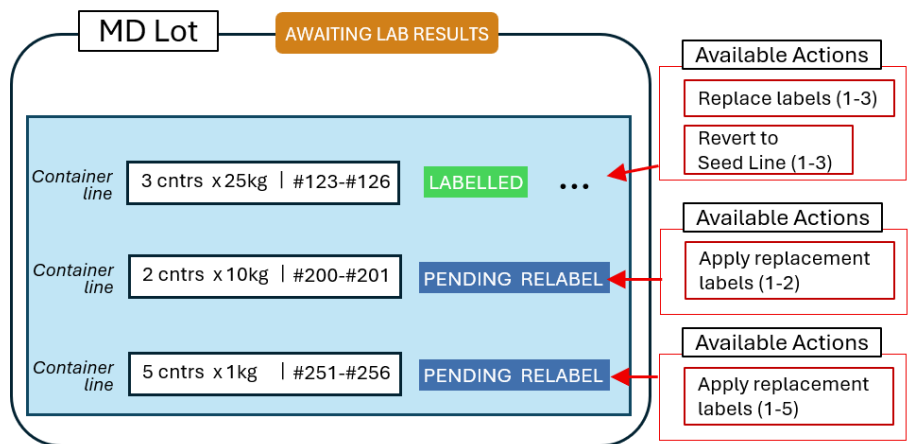 MD Lot
AWAITING LAB RESULTS
Available Actions
Replace labels (1-3)
Revert to
Seed Line (1-3)
Container
line
3 cntrs x 25kg | #123-#126
LABELLED
...
Available Actions
Apply replacement
labels (1-2)
Container
line
2 cntrs x 10kg | #200-#201
PENDING RELABEL
Available Actions
Apply replacement
labels (1-5)
Container
line
5 cntrs x 1kg | #251-#256
PENDING RELABEL